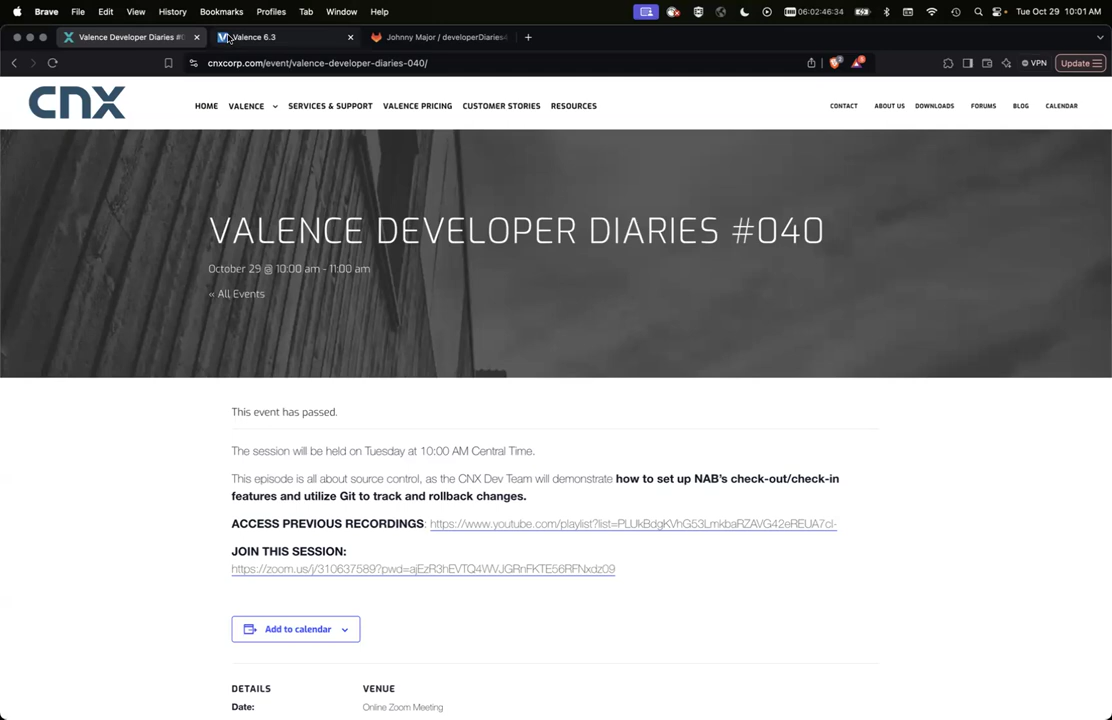 Brave File Edit View History Bookmarks Profiles Tab Window Help 06:02:46:34 Tue Oct 29 10:01 AM
Valence Developer Diaries #0 Valence 6.3 Johnny Major / developerDiaries4
cnxcorp.com/event/valence-developer-diaries-040/ VPN Update
cnx HOME VALENCE SERVICES & SUPPORT VALENCE PRICING CUSTOMER STORIES RESOURCES CONTACT ABOUT US DOWNLOADS FORUMS BLOG CALENDAR
VALENCE DEVELOPER DIARIES #040
October 29 @ 10:00 am - 11:00 am
« All Events
This event has passed.
The session will be held on Tuesday at 10:00 AM Central Time.
This episode is all about source control, as the CNX Dev Team will demonstrate how to set up NAB's check-out/check-in
features and utilize Git to track and rollback changes.
ACCESS PREVIOUS RECORDINGS: https://www.youtube.com/playlist?list=PLUkBdgKVhG53LmkbaRZAVG42eREUA7cl-
JOIN THIS SESSION:
https://zoom.us/j/310637589?pwd=ajEzR3hEVTQ4WVJGRnFKTE56RFNxdz09
Add to calendar
DETAILS VENUE
Date: Online Zoom Meeting